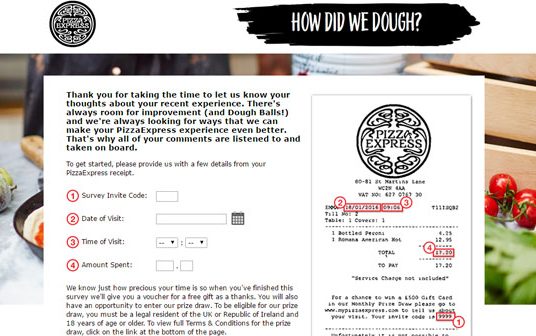 PIZZA
EXPRESS
HOW DID WE DOUGH?
Thank you for taking the time to let us know your
thoughts about your recent experience. There's
always room for improvement (and Dough Balls!)
and we're always looking for ways that we can
make your PizzaExpress experience even better.
That's why all of your comments are listened to and
taken on board.
To get started, please provide us with a few details from your
PizzaExpress receipt.
1 Survey Invite Code:
2 Date of Visit:
3 Time of Visit: -- : --
4 Amount Spent: .
We know just how precious your time is so when you've finished this
survey we'll give you a voucher for a free gift as a thanks. You will also
have an opportunity to enter our prize draw. To be eligible for our prize
draw, you must be a legal resident of the UK or Republic of Ireland and
18 years of age or older. To view full Terms & Conditions for the prize
draw, click on the link at the bottom of the page.
PIZZA
EXPRESS
80-81 St Martins Lane
WC2N 4AA
VAT NO: 627 0767 30
2 18/01/2016 09:06 3
Till No: 2
Table: 1 Covers: 1
1 Bottled Peroni 4.25
1 Romana American Hot 12.95
4
TOTAL 17.20
TO PAY 17.20
"Service Charge not included"
For a chance to win a £500 Gift Card
in our Monthly Prize Draw please go to
www.mypizzaexpress.com to tell us about
your visit. Your invite code is 9999
1